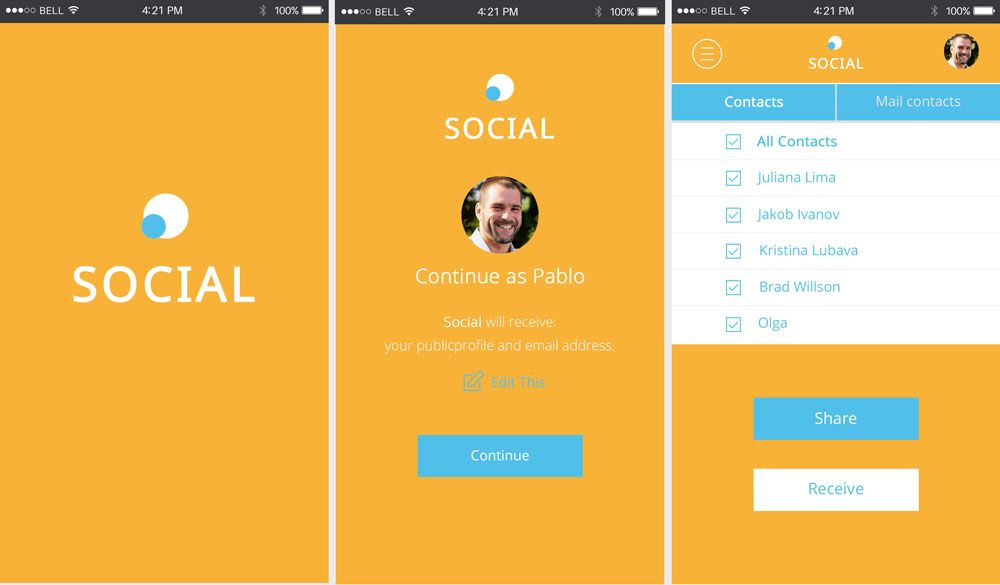 BELL 4:21 PM 100%
SOCIAL
BELL 4:21 PM 100%
SOCIAL
Continue as Pablo
Social will receive:
your publicprofile and email address.
Edit This
Continue
BELL 4:21 PM 100%
SOCIAL
Contacts Mail contacts
All Contacts
Juliana Lima
Jakob Ivanov
Kristina Lubava
Brad Willson
Olga
Share
Receive